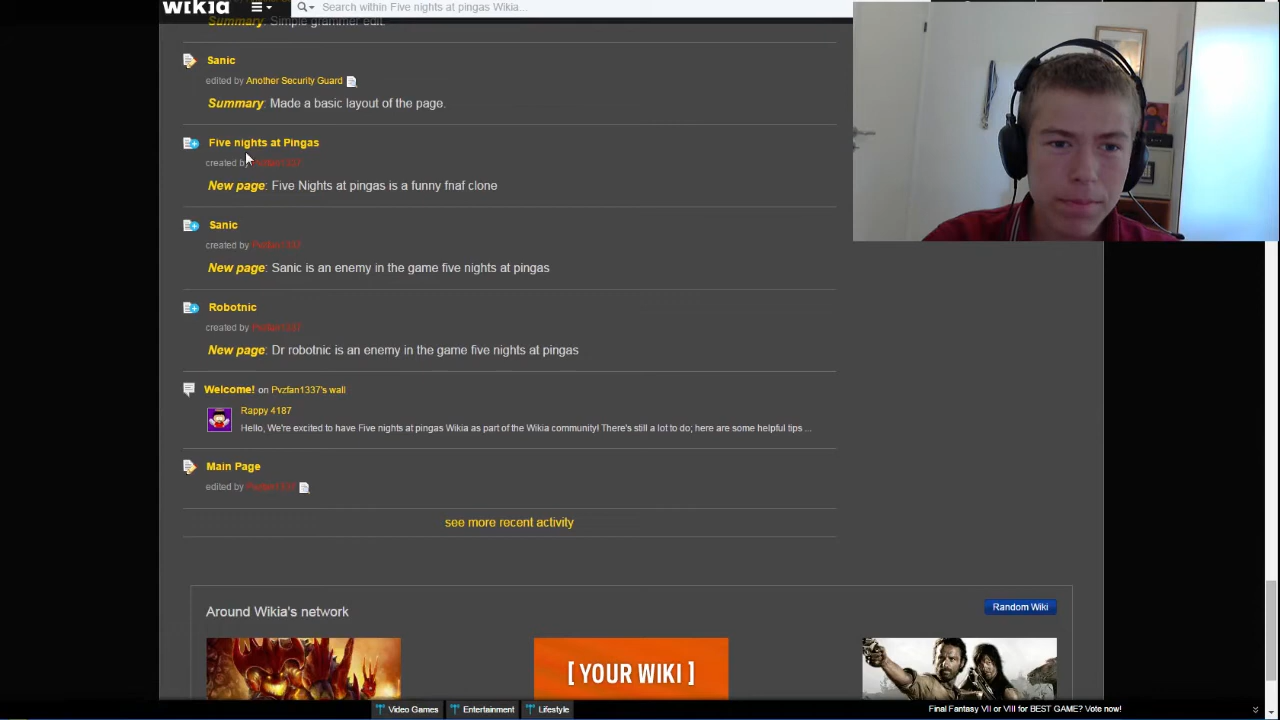 WIKIA
Search within Five nights at pingas Wikia...
Summary: Simple grammer edit.
Sanic
edited by Another Security Guard
Summary: Made a basic layout of the page.
Five nights at Pingas
created by Pvzfan1337
New page: Five Nights at pingas is a funny fnaf clone
Sanic
created by Pvzfan1337
New page: Sanic is an enemy in the game five nights at pingas
Robotnic
created by Pvzfan1337
New page: Dr robotnic is an enemy in the game five nights at pingas
Welcome! on Pvzfan1337's wall
Rappy 4187
Hello, We're excited to have Five nights at pingas Wikia as part of the Wikia community! There's still a lot to do; here are some helpful tips ...
Main Page
edited by Pvzfan1337
see more recent activity
Around Wikia's network
Random Wiki
[ YOUR WIKI ]
Video Games
Entertainment
Lifestyle
Final Fantasy VII or VIII for BEST GAME? Vote now!